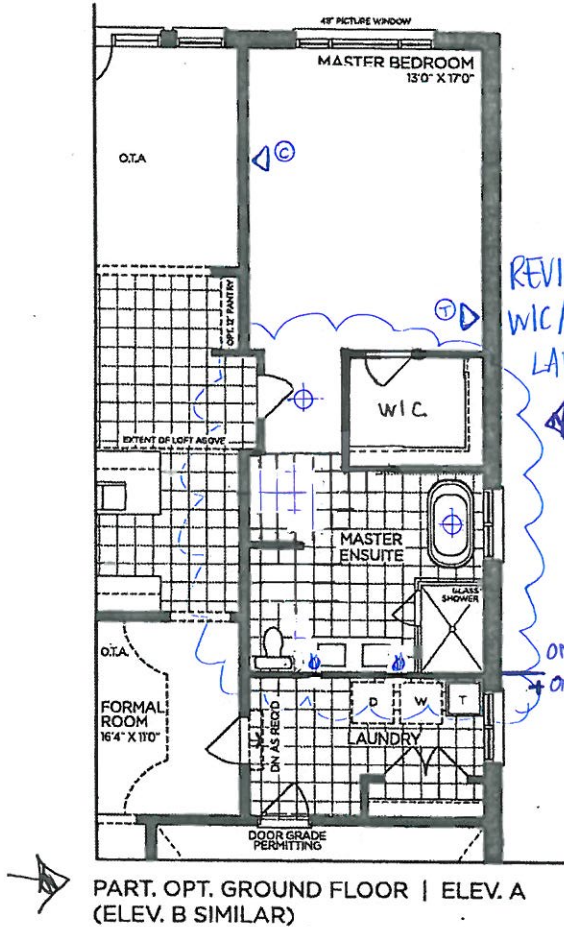 48" PICTURE WINDOW
MASTER BEDROOM
13'0" X 17'0"
O.T.A
C
T
OPT. 12" PANTRY
WIC/
W.I.C.
EXTENT OF LOFT ABOVE
MASTER
ENSUITE
GLASS
SHOWER
O.T.A.
FORMAL
ROOM
16'4" X 11'0"
DN AS REQ'D
D
W
T
LAUNDRY
DOOR GRADE
PERMITTING
PART. OPT. GROUND FLOOR | ELEV. A
(ELEV. B SIMILAR)